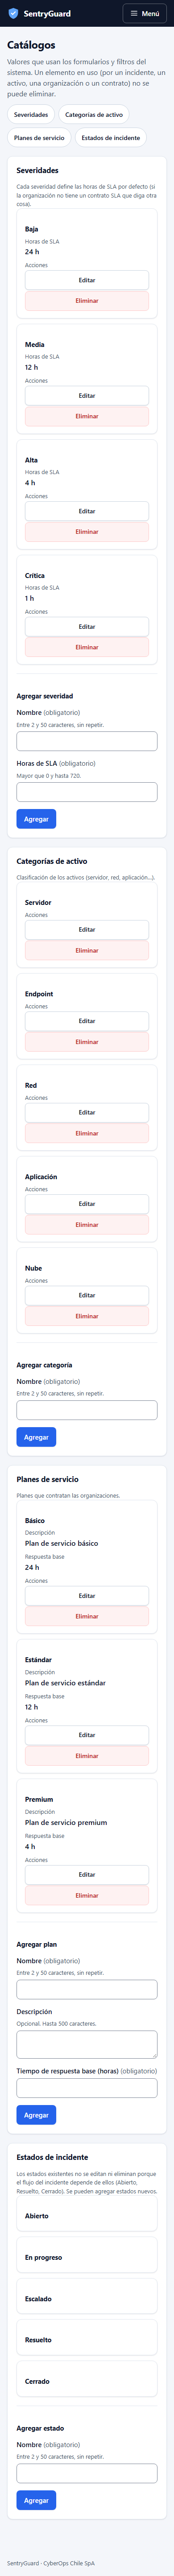 SentryGuard
Menú
Catálogos
Valores que usan los formularios y filtros del
sistema. Un elemento en uso (por un incidente, un
activo, una organización o un contrato) no se
puede eliminar.
Severidades
Categorías de activo
Planes de servicio
Estados de incidente
Severidades
Cada severidad define las horas de SLA por defecto (si
la organización no tiene un contrato SLA que diga otra
cosa).
Baja
Horas de SLA
24 h
Acciones
Editar
Eliminar
Media
Horas de SLA
12 h
Acciones
Editar
Eliminar
Alta
Horas de SLA
4 h
Acciones
Editar
Eliminar
Crítica
Horas de SLA
1 h
Acciones
Editar
Eliminar
Agregar severidad
Nombre (obligatorio)
Entre 2 y 50 caracteres, sin repetir.
Horas de SLA (obligatorio)
Mayor que 0 y hasta 720.
Agregar
Categorías de activo
Clasificación de los activos (servidor, red, aplicación...).
Servidor
Acciones
Editar
Eliminar
Endpoint
Acciones
Editar
Eliminar
Red
Acciones
Editar
Eliminar
Aplicación
Acciones
Editar
Eliminar
Nube
Acciones
Editar
Eliminar
Agregar categoría
Nombre (obligatorio)
Entre 2 y 50 caracteres, sin repetir.
Agregar
Planes de servicio
Planes que contratan las organizaciones.
Básico
Descripción
Plan de servicio básico
Respuesta base
24 h
Acciones
Editar
Eliminar
Estándar
Descripción
Plan de servicio estándar
Respuesta base
12 h
Acciones
Editar
Eliminar
Premium
Descripción
Plan de servicio premium
Respuesta base
4 h
Acciones
Editar
Eliminar
Agregar plan
Nombre (obligatorio)
Entre 2 y 50 caracteres, sin repetir.
Descripción
Opcional. Hasta 300 caracteres.
Tiempo de respuesta base (horas) (obligatorio)
Agregar
Estados de incidente
Los estados existentes no se editan ni eliminan porque
el flujo del incidente depende de ellos (Abierto,
Resuelto, Cerrado). Se pueden agregar estados nuevos.
Abierto
En progreso
Escalado
Resuelto
Cerrado
Agregar estado
Nombre (obligatorio)
Entre 2 y 50 caracteres, sin repetir.
Agregar
SentryGuard · CyberOps Chile SpA